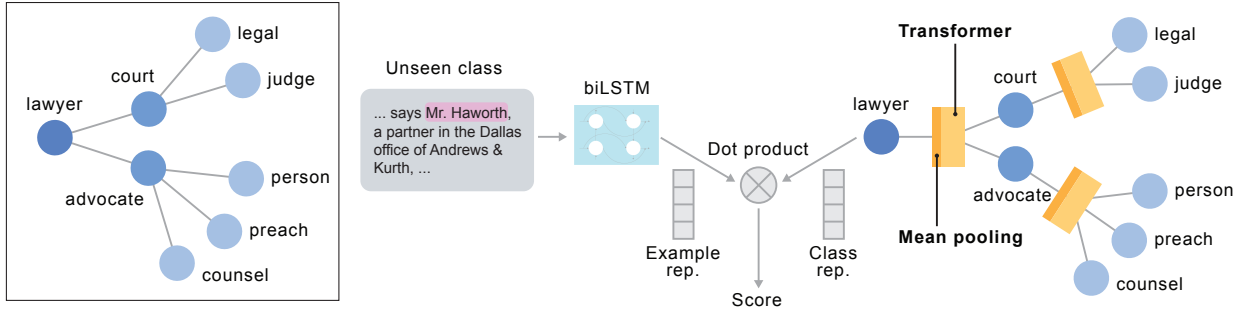 legal
court
judge
lawyer
advocate
person
preach
counsel
Unseen class
... says Mr. Haworth,
a partner in the Dallas
office of Andrews &
Kurth, ...
biLSTM
Dot product
Example
rep.
Class
rep.
Score
Transformer
legal
court
judge
lawyer
advocate
person
Mean pooling
preach
counsel